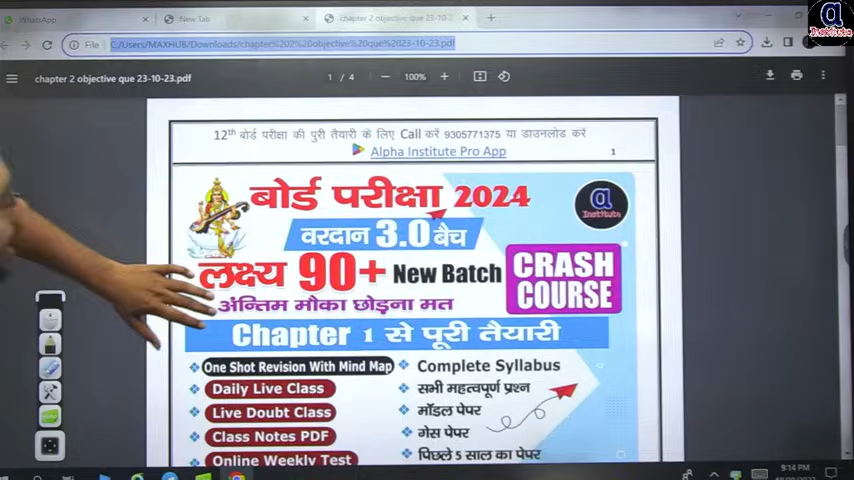 WhatsApp
New Tab
chapter 2 objective que 23-10-23
File
C:/Users/MAXHUB/Downloads/chapter%202%20objective%20que%2023-10-23.pdf
α
Institute
chapter 2 objective que 23-10-23.pdf
1 / 4
100%
12th बोर्ड परीक्षा की पुरी तैयारी के लिए Call करें 9305771375 या डाउनलोड करें
Alpha Institute Pro App
1
बोर्ड परीक्षा 2024
α
Institute
वरदान 3.0 बैच
लक्ष्य 90+ New Batch
CRASH
COURSE
अंन्तिम मौका छोड़ना मत
Chapter 1 से पूरी तैयारी
One Shot Revision With Mind Map
Complete Syllabus
Daily Live Class
सभी महत्वपूर्ण प्रश्न
Live Doubt Class
मॉडल पेपर
Class Notes PDF
गेस पेपर
Online Weekly Test
पिछले 5 साल का पेपर
9:14 PM